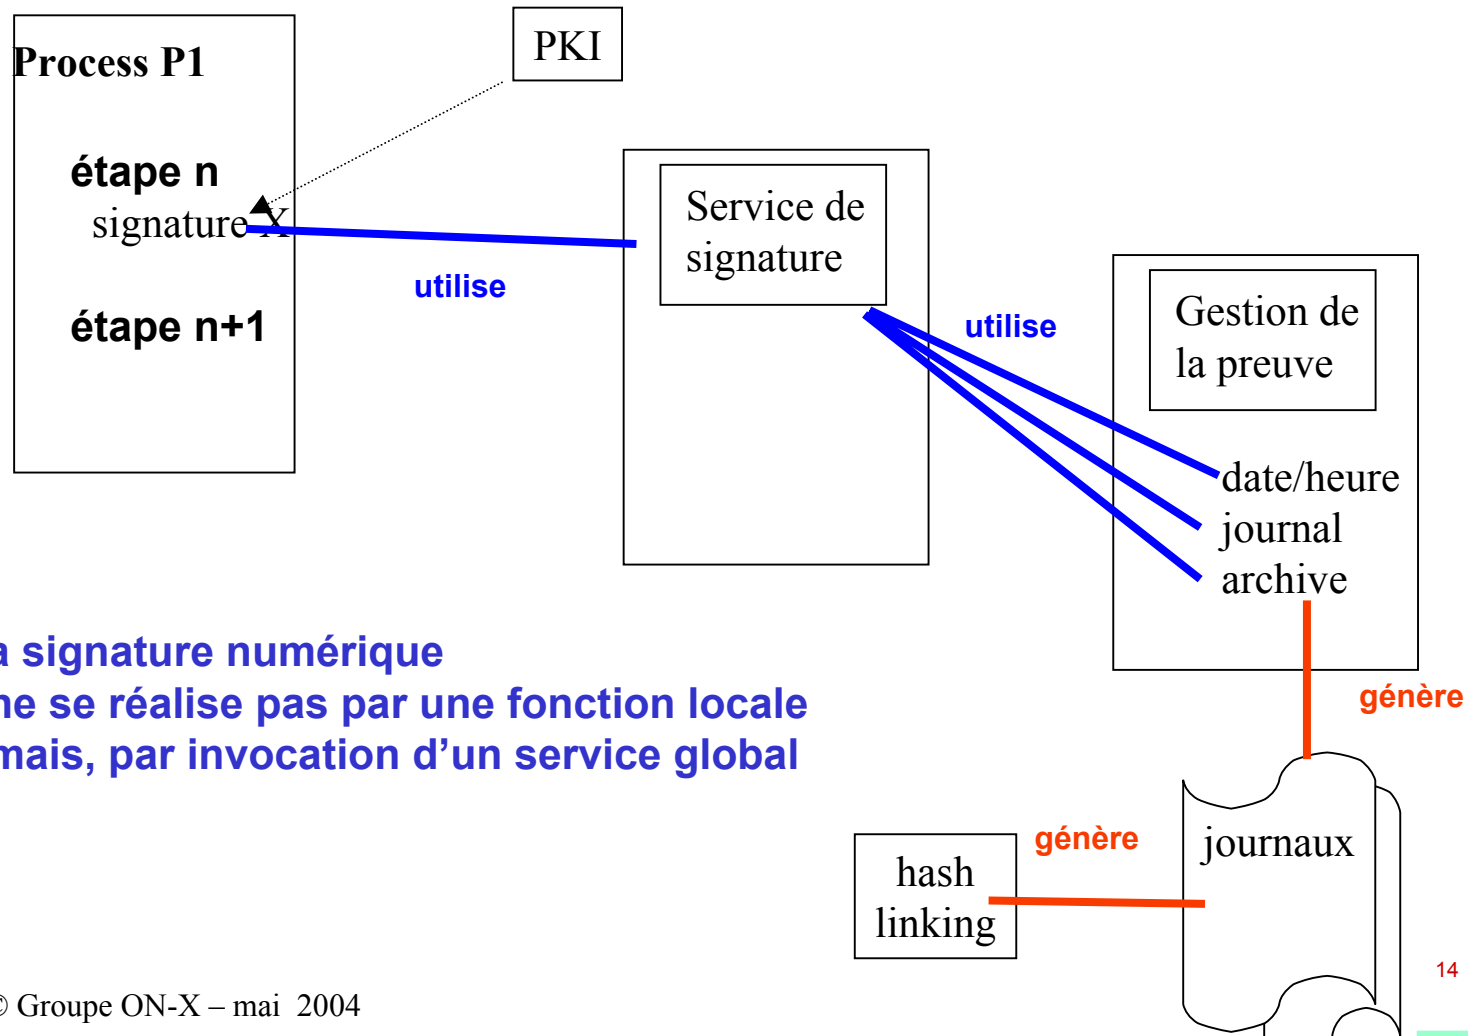 Process P1
PKI
étape n
signature X
étape n+1
utilise
Service de
signature
utilise
Gestion de
la preuve
date/heure
journal
archive
a signature numérique
ne se réalise pas par une fonction locale
mais, par invocation d’un service global
génère
génère
journaux
hash
linking
14
© Groupe ON-X – mai 2004